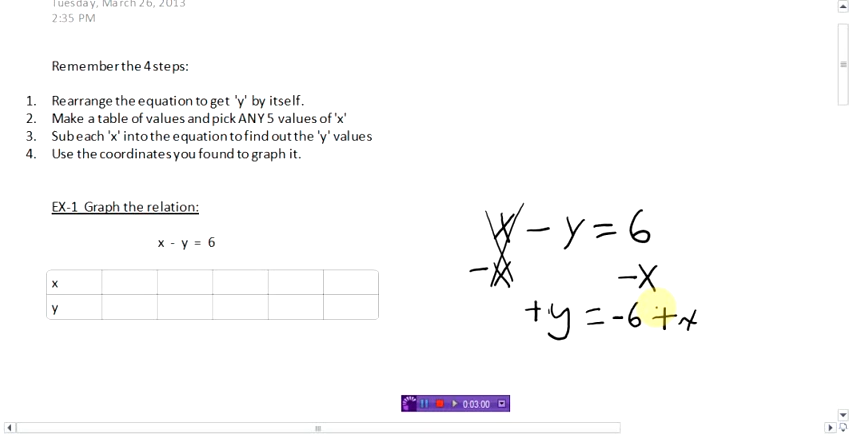 Tuesday, March 26, 2013
2:35 PM
Remember the 4 steps:
1. Rearrange the equation to get 'y' by itself.
2. Make a table of values and pick ANY 5 values of 'x'
3. Sub each 'x' into the equation to find out the 'y' values
4. Use the coordinates you found to graph it.
EX-1 Graph the relation:
x - y = 6
x
y
x - y = 6
-x -x
+y = -6 + x
0:03:00